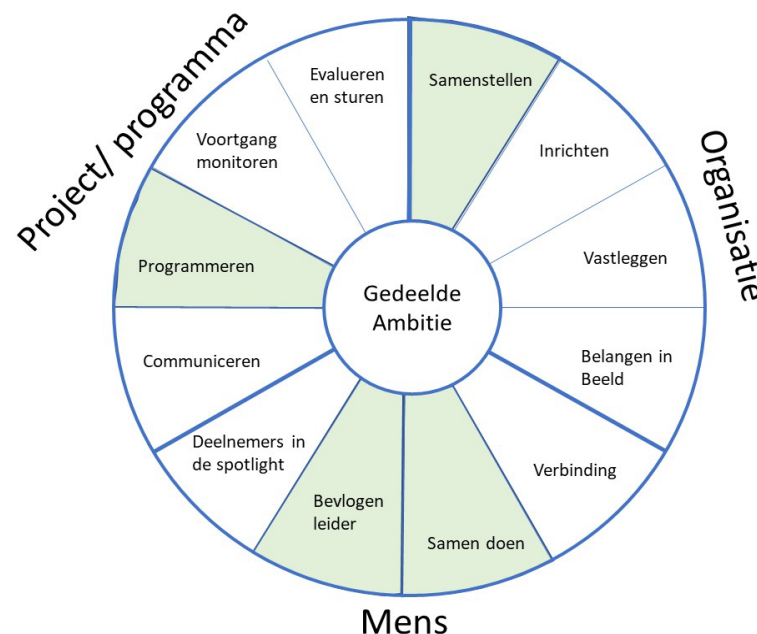 Project/ programma
Organisatie
Mens
Gedeelde
Ambitie
Samenstellen
Inrichten
Vastleggen
Belangen in
Beeld
Verbinding
Samen doen
Bevlogen
leider
Deelnemers in
de spotlight
Communiceren
Programmeren
Voortgang
monitoren
Evalueren
en sturen